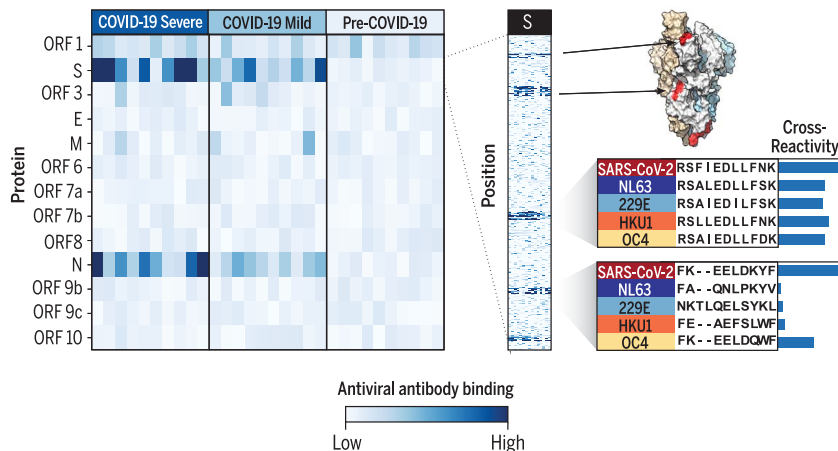 COVID-19 Severe COVID-19 Mild Pre-COVID-19
Protein
ORF 1
S
ORF 3
E
M
ORF 6
ORF 7a
ORF 7b
ORF8
N
ORF 9b
ORF 9c
ORF 10
S
Position
Cross-
Reactivity
SARS-CoV-2 RSFIEDLLFNK
NL63 RSALEDLLFSK
229E RSAIEDILFSK
HKU1 RSLLEDLLFNK
OC4 RSAIEDLLFDK
SARS-CoV-2 FK--EELDKYF
NL63 FA--QNLPKYV
229E NKTLQELSYKL
HKU1 FE--AEFSLWF
OC4 FK--EELDQWF
Antiviral antibody binding
Low High